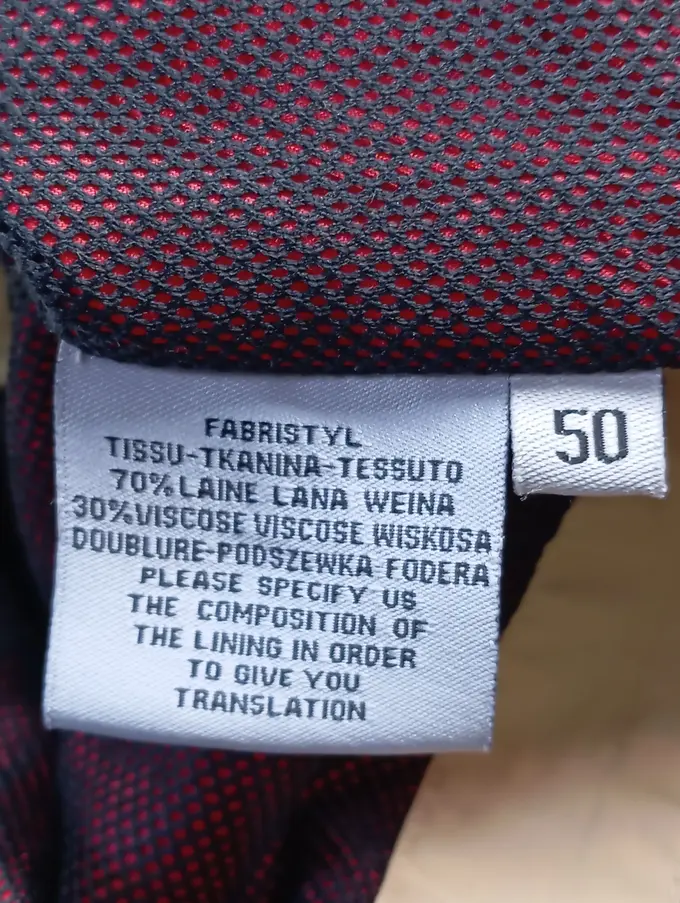 FABRISTYL
TISSU-TKANINA-TESSUTO
70% LAINE LANA WEINA
30% VISCOSE VISCOSE WISKOSA
DOUBLURE-PODSZEWKA FODERA
PLEASE SPECIFY US
THE COMPOSITION OF
THE LINING IN ORDER
TO GIVE YOU
TRANSLATION
50